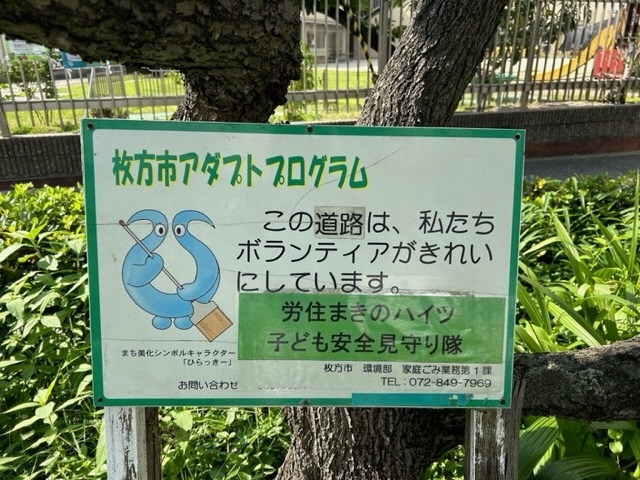 枚方市アダプトプログラム
この道路は、私たち
ボランティアがきれい
にしています。
労住まきのハイツ
子ども安全見守り隊
まち美化シンボルキャラクター
「ひらっきー」
枚方市 環境部 家庭ごみ業務第1課
お問い合わせ
TEL：072-849-7969